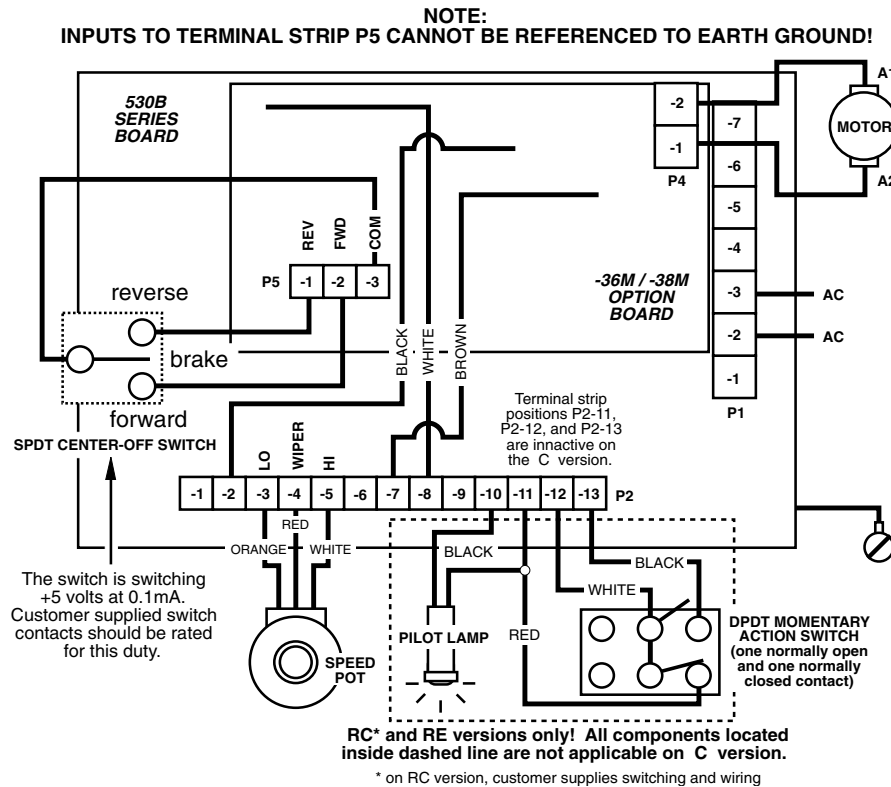 NOTE:
INPUTS TO TERMINAL STRIP P5 CANNOT BE REFERENCED TO EARTH GROUND!
530B
SERIES
BOARD
-2
-1
P4
-7
-6
-5
-4
-3
-2
-1
P1
A1
MOTOR
A2
AC
AC
-36M / -38M
OPTION
BOARD
REV
FWD
COM
P5
-1
-2
-3
reverse
brake
forward
SPDT CENTER-OFF SWITCH
BLACK
WHITE
BROWN
Terminal strip
positions P2-11,
P2-12, and P2-13
are innactive on
the C version.
LO
WIPER
HI
-1
-2
-3
-4
-5
-6
-7
-8
-9
-10
-11
-12
-13
P2
RED
ORANGE
WHITE
BLACK
BLACK
WHITE
RED
The switch is switching
+5 volts at 0.1mA.
Customer supplied switch
contacts should be rated
for this duty.
SPEED
POT
PILOT LAMP
DPDT MOMENTARY
ACTION SWITCH
(one normally open
and one normally
closed contact)
RC* and RE versions only! All components located
inside dashed line are not applicable on C version.
* on RC version, customer supplies switching and wiring